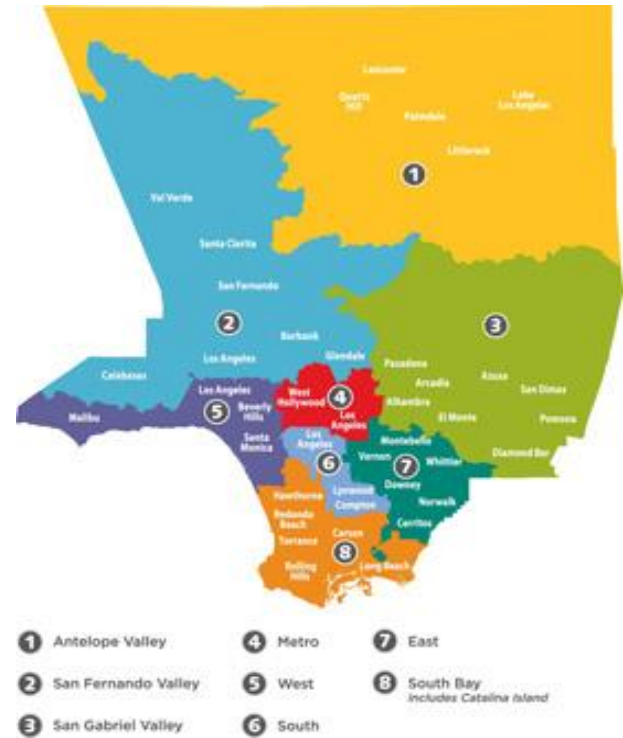 Lancaster
Quartz
Hill
Lake
Los Angeles
Palmdale
Littlerock
1
Val Verde
Santa Clarita
San Fernando
2
3
Burbank
Los Angeles
Glendale
Calabasas
Pasadena
Azusa
Arcadia
San Dimas
Los Angeles
West
Hollywood
4
5
Beverly
Hills
Los
Angeles
Alhambra
El Monte
Pomona
Malibu
Santa
Monica
Los
Angeles
Montebello
Diamond Bar
6
Vernon
7
Whittier
Downey
Hawthorne
Lynwood
Compton
Norwalk
Redondo
Beach
Carson
Cerritos
Torrance
8
Rolling
Hills
Long Beach
1 Antelope Valley
2 San Fernando Valley
3 San Gabriel Valley
4 Metro
5 West
6 South
7 East
8 South Bay
includes Catalina Island